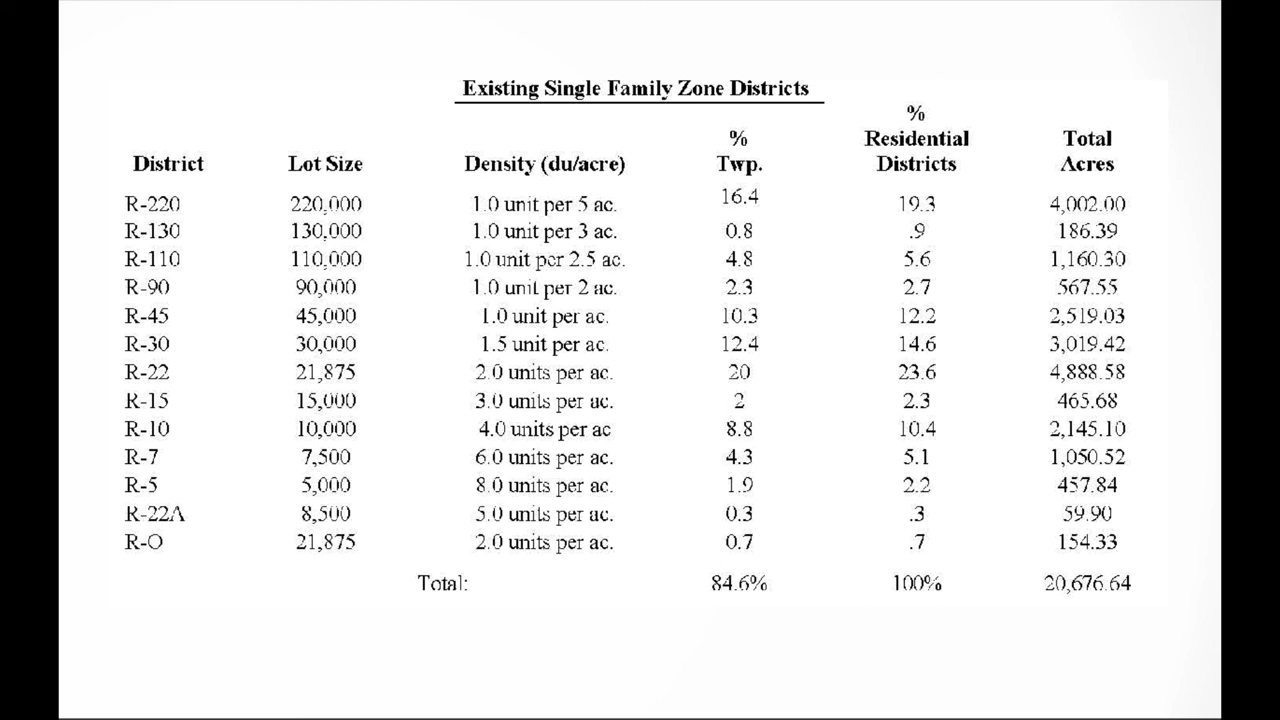 Existing Single Family Zone Districts
District Lot Size Density (du/acre) % Twp. % Residential Districts Total Acres
R-220 220,000 1.0 unit per 5 ac. 16.4 19.3 4,002.00
R-130 130,000 1.0 unit per 3 ac. 0.8 .9 186.39
R-110 110,000 1.0 unit per 2.5 ac. 4.8 5.6 1,160.30
R-90 90,000 1.0 unit per 2 ac. 2.3 2.7 567.55
R-45 45,000 1.0 unit per ac. 10.3 12.2 2,519.03
R-30 30,000 1.5 unit per ac. 12.4 14.6 3,019.42
R-22 21,875 2.0 units per ac. 20 23.6 4,888.58
R-15 15,000 3.0 units per ac. 2 2.3 465.68
R-10 10,000 4.0 units per ac 8.8 10.4 2,145.10
R-7 7,500 6.0 units per ac. 4.3 5.1 1,050.52
R-5 5,000 8.0 units per ac. 1.9 2.2 457.84
R-22A 8,500 5.0 units per ac. 0.3 .3 59.90
R-O 21,875 2.0 units per ac. 0.7 .7 154.33
Total: 84.6% 100% 20,676.64